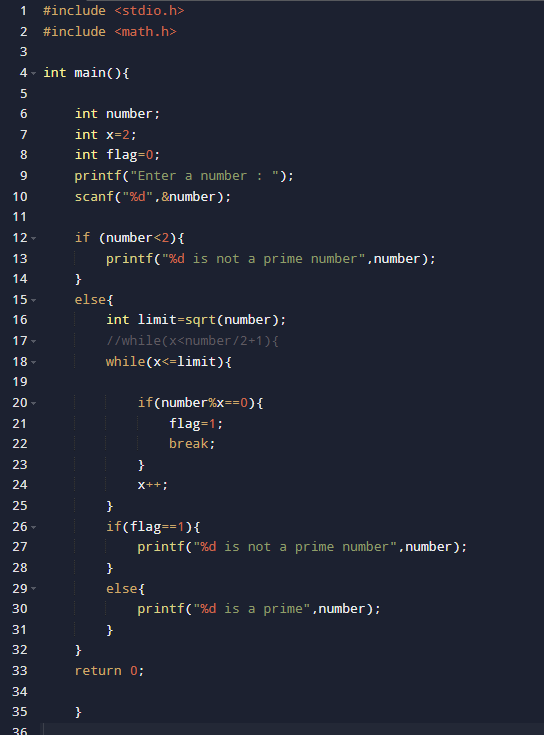 1 #include <stdio.h>
2 #include <math.h>
3
4 int main(){
5
6     int number;
7     int x=2;
8     int flag=0;
9     printf("Enter a number : ");
10     scanf("%d",&number);
11
12     if (number<2){
13         printf("%d is not a prime number",number);
14     }
15     else{
16         int limit=sqrt(number);
17         //while(x<number/2+1){
18         while(x<=limit){
19
20             if(number%x==0){
21                 flag=1;
22                 break;
23             }
24             x++;
25         }
26         if(flag==1){
27             printf("%d is not a prime number",number);
28         }
29         else{
30             printf("%d is a prime",number);
31         }
32     }
33     return 0;
34
35     }
36